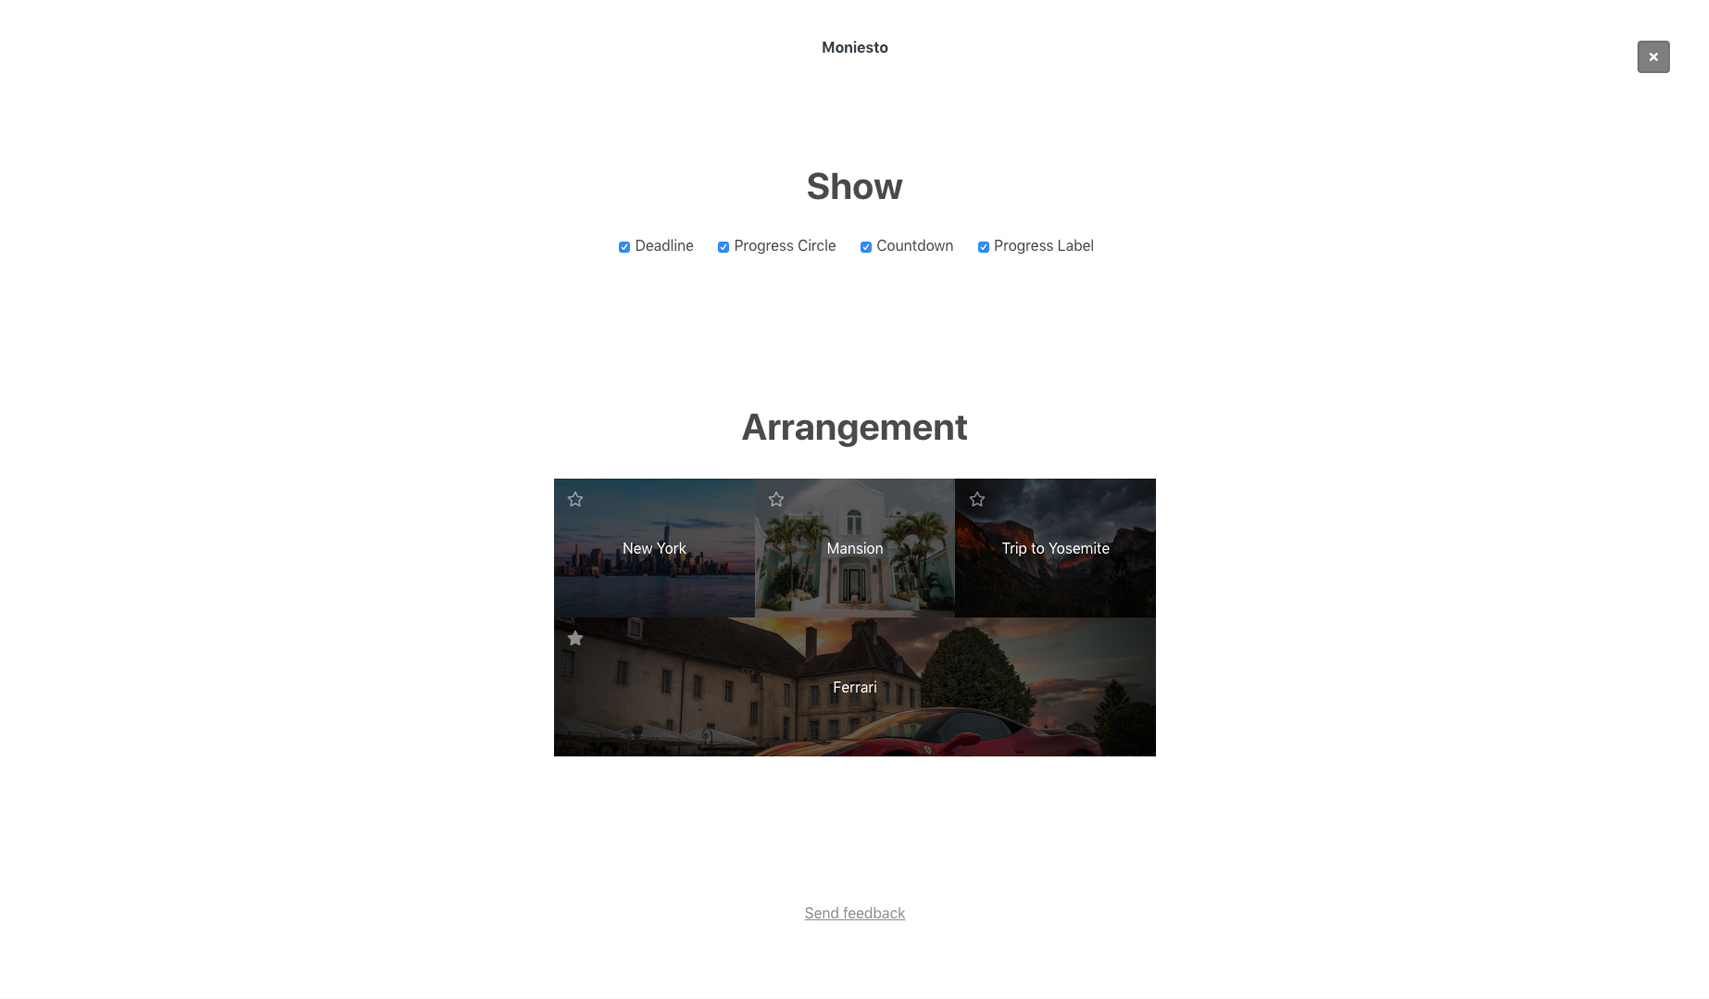 Moniesto
Show
Deadline Progress Circle Countdown Progress Label
Arrangement
New York Mansion Trip to Yosemite
Ferrari
Send feedback